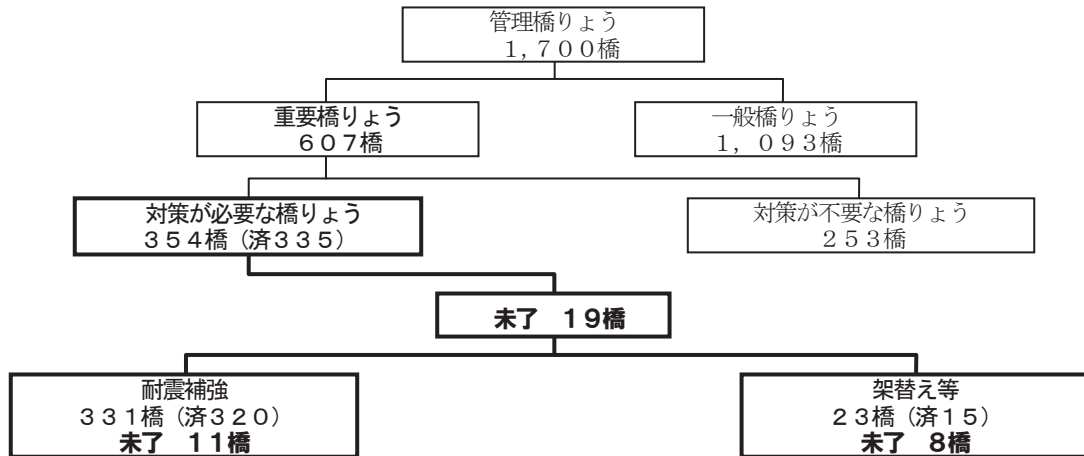 管理橋りょう
１,７００橋
重要橋りょう
６０７橋
一般橋りょう
１，０９３橋
対策が必要な橋りょう
３５４橋（済３３５）
対策が不要な橋りょう
２５３橋
未了　１９橋
耐震補強
３３１橋（済３２０）
未了　１１橋
架替え等
２３橋（済１５）
未了　８橋